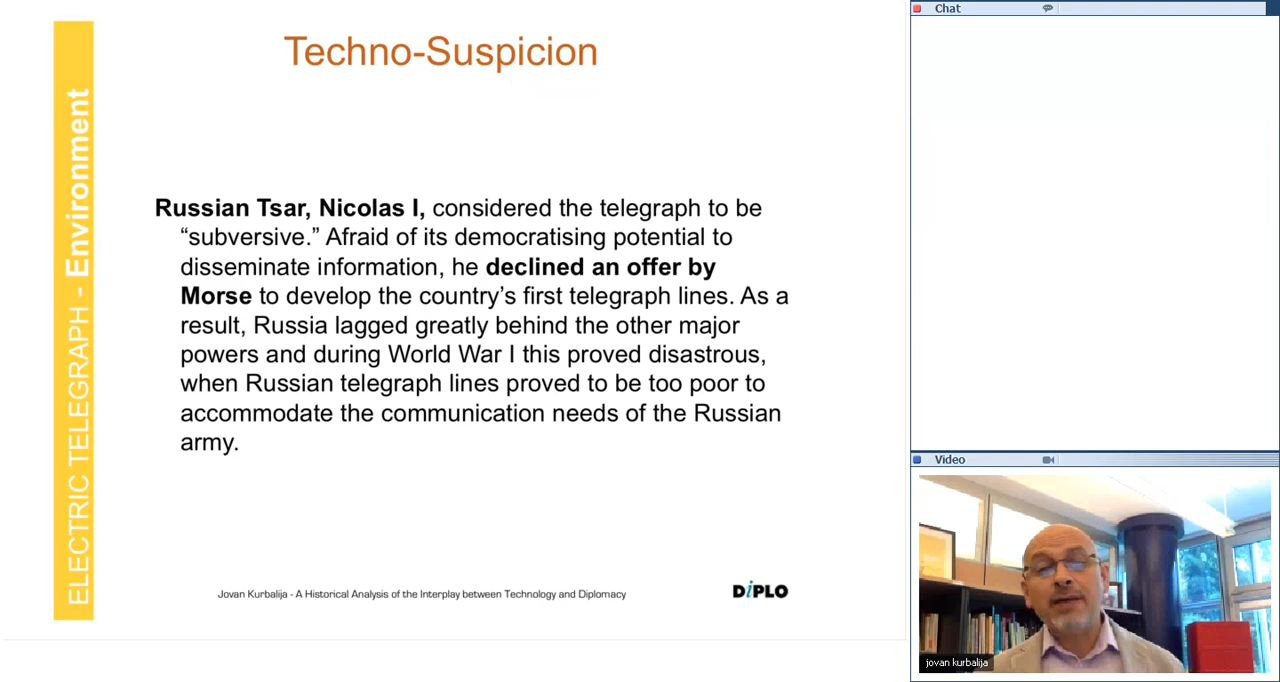 Techno-Suspicion
ELECTRIC TELEGRAPH - Environment
Russian Tsar, Nicolas I, considered the telegraph to be
“subversive.” Afraid of its democratising potential to
disseminate information, he declined an offer by
Morse to develop the country’s first telegraph lines. As a
result, Russia lagged greatly behind the other major
powers and during World War I this proved disastrous,
when Russian telegraph lines proved to be too poor to
accommodate the communication needs of the Russian
army.
Jovan Kurbalija - A Historical Analysis of the Interplay between Technology and Diplomacy
DiPLO
Chat
Video
jovan kurbalija